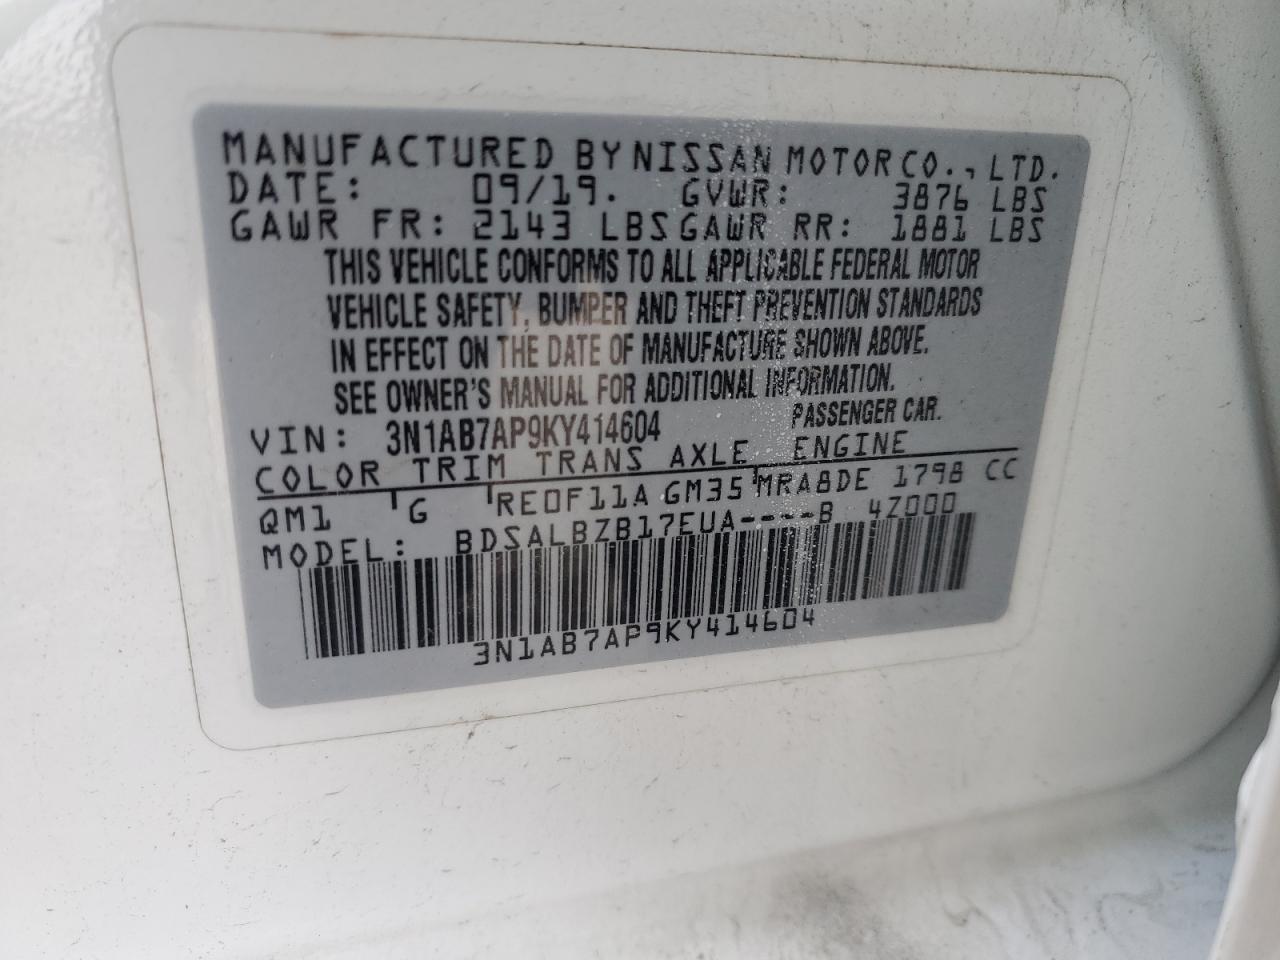 MANUFACTURED BY NISSAN MOTOR CO., LTD.
DATE: 09/19. GVWR: 3876 LBS
GAWR FR: 2143 LBS GAWR RR: 1881 LBS
THIS VEHICLE CONFORMS TO ALL APPLICABLE FEDERAL MOTOR
VEHICLE SAFETY, BUMPER AND THEFT PREVENTION STANDARDS
IN EFFECT ON THE DATE OF MANUFACTURE SHOWN ABOVE.
SEE OWNER'S MANUAL FOR ADDITIONAL INFORMATION.
VIN: 3N1AB7AP9KY414604 PASSENGER CAR.
COLOR TRIM TRANS AXLE ENGINE
QM1 G RE0F11A GM35 MRA8DE 1798 CC
MODEL: BDSALBZB17EUA----B 4Z000
3N1AB7AP9KY414604